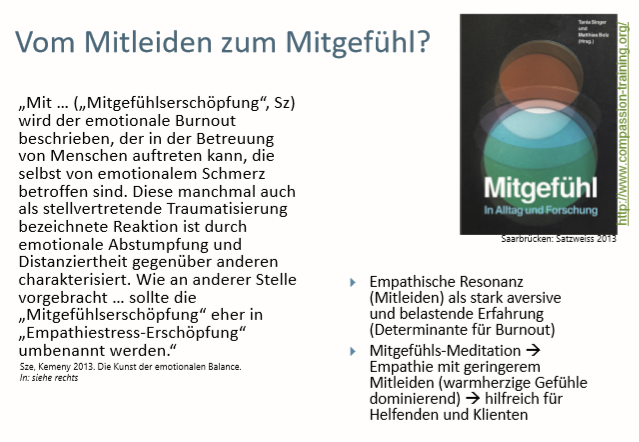 Vom Mitleiden zum Mitgefühl?
„Mit … („Mitgefühlserschöpfung“, Sz)
wird der emotionale Burnout
beschrieben, der in der Betreuung
von Menschen auftreten kann, die
selbst von emotionalem Schmerz
betroffen sind. Diese manchmal auch
als stellvertretende Traumatisierung
bezeichnete Reaktion ist durch
emotionale Abstumpfung und
Distanziertheit gegenüber anderen
charakterisiert. Wie an anderer Stelle
vorgebracht … sollte die
„Mitgefühlserschöpfung“ eher in
„Empathiestress-Erschöpfung“
umbenannt werden.“
Sze, Kemeny 2013. Die Kunst der emotionalen Balance.
In: siehe rechts
Tania Singer
und
Matthias Bolz
(Hrsg.)
Mitgefühl
In Alltag und Forschung
http://www.compassion-training.org/
Saarbrücken: Satzweiss 2013
Empathische Resonanz
(Mitleiden) als stark aversive
und belastende Erfahrung
(Determinante für Burnout)
Mitgefühls-Meditation →
Empathie mit geringerem
Mitleiden (warmherzige Gefühle
dominierend) → hilfreich für
Helfenden und Klienten